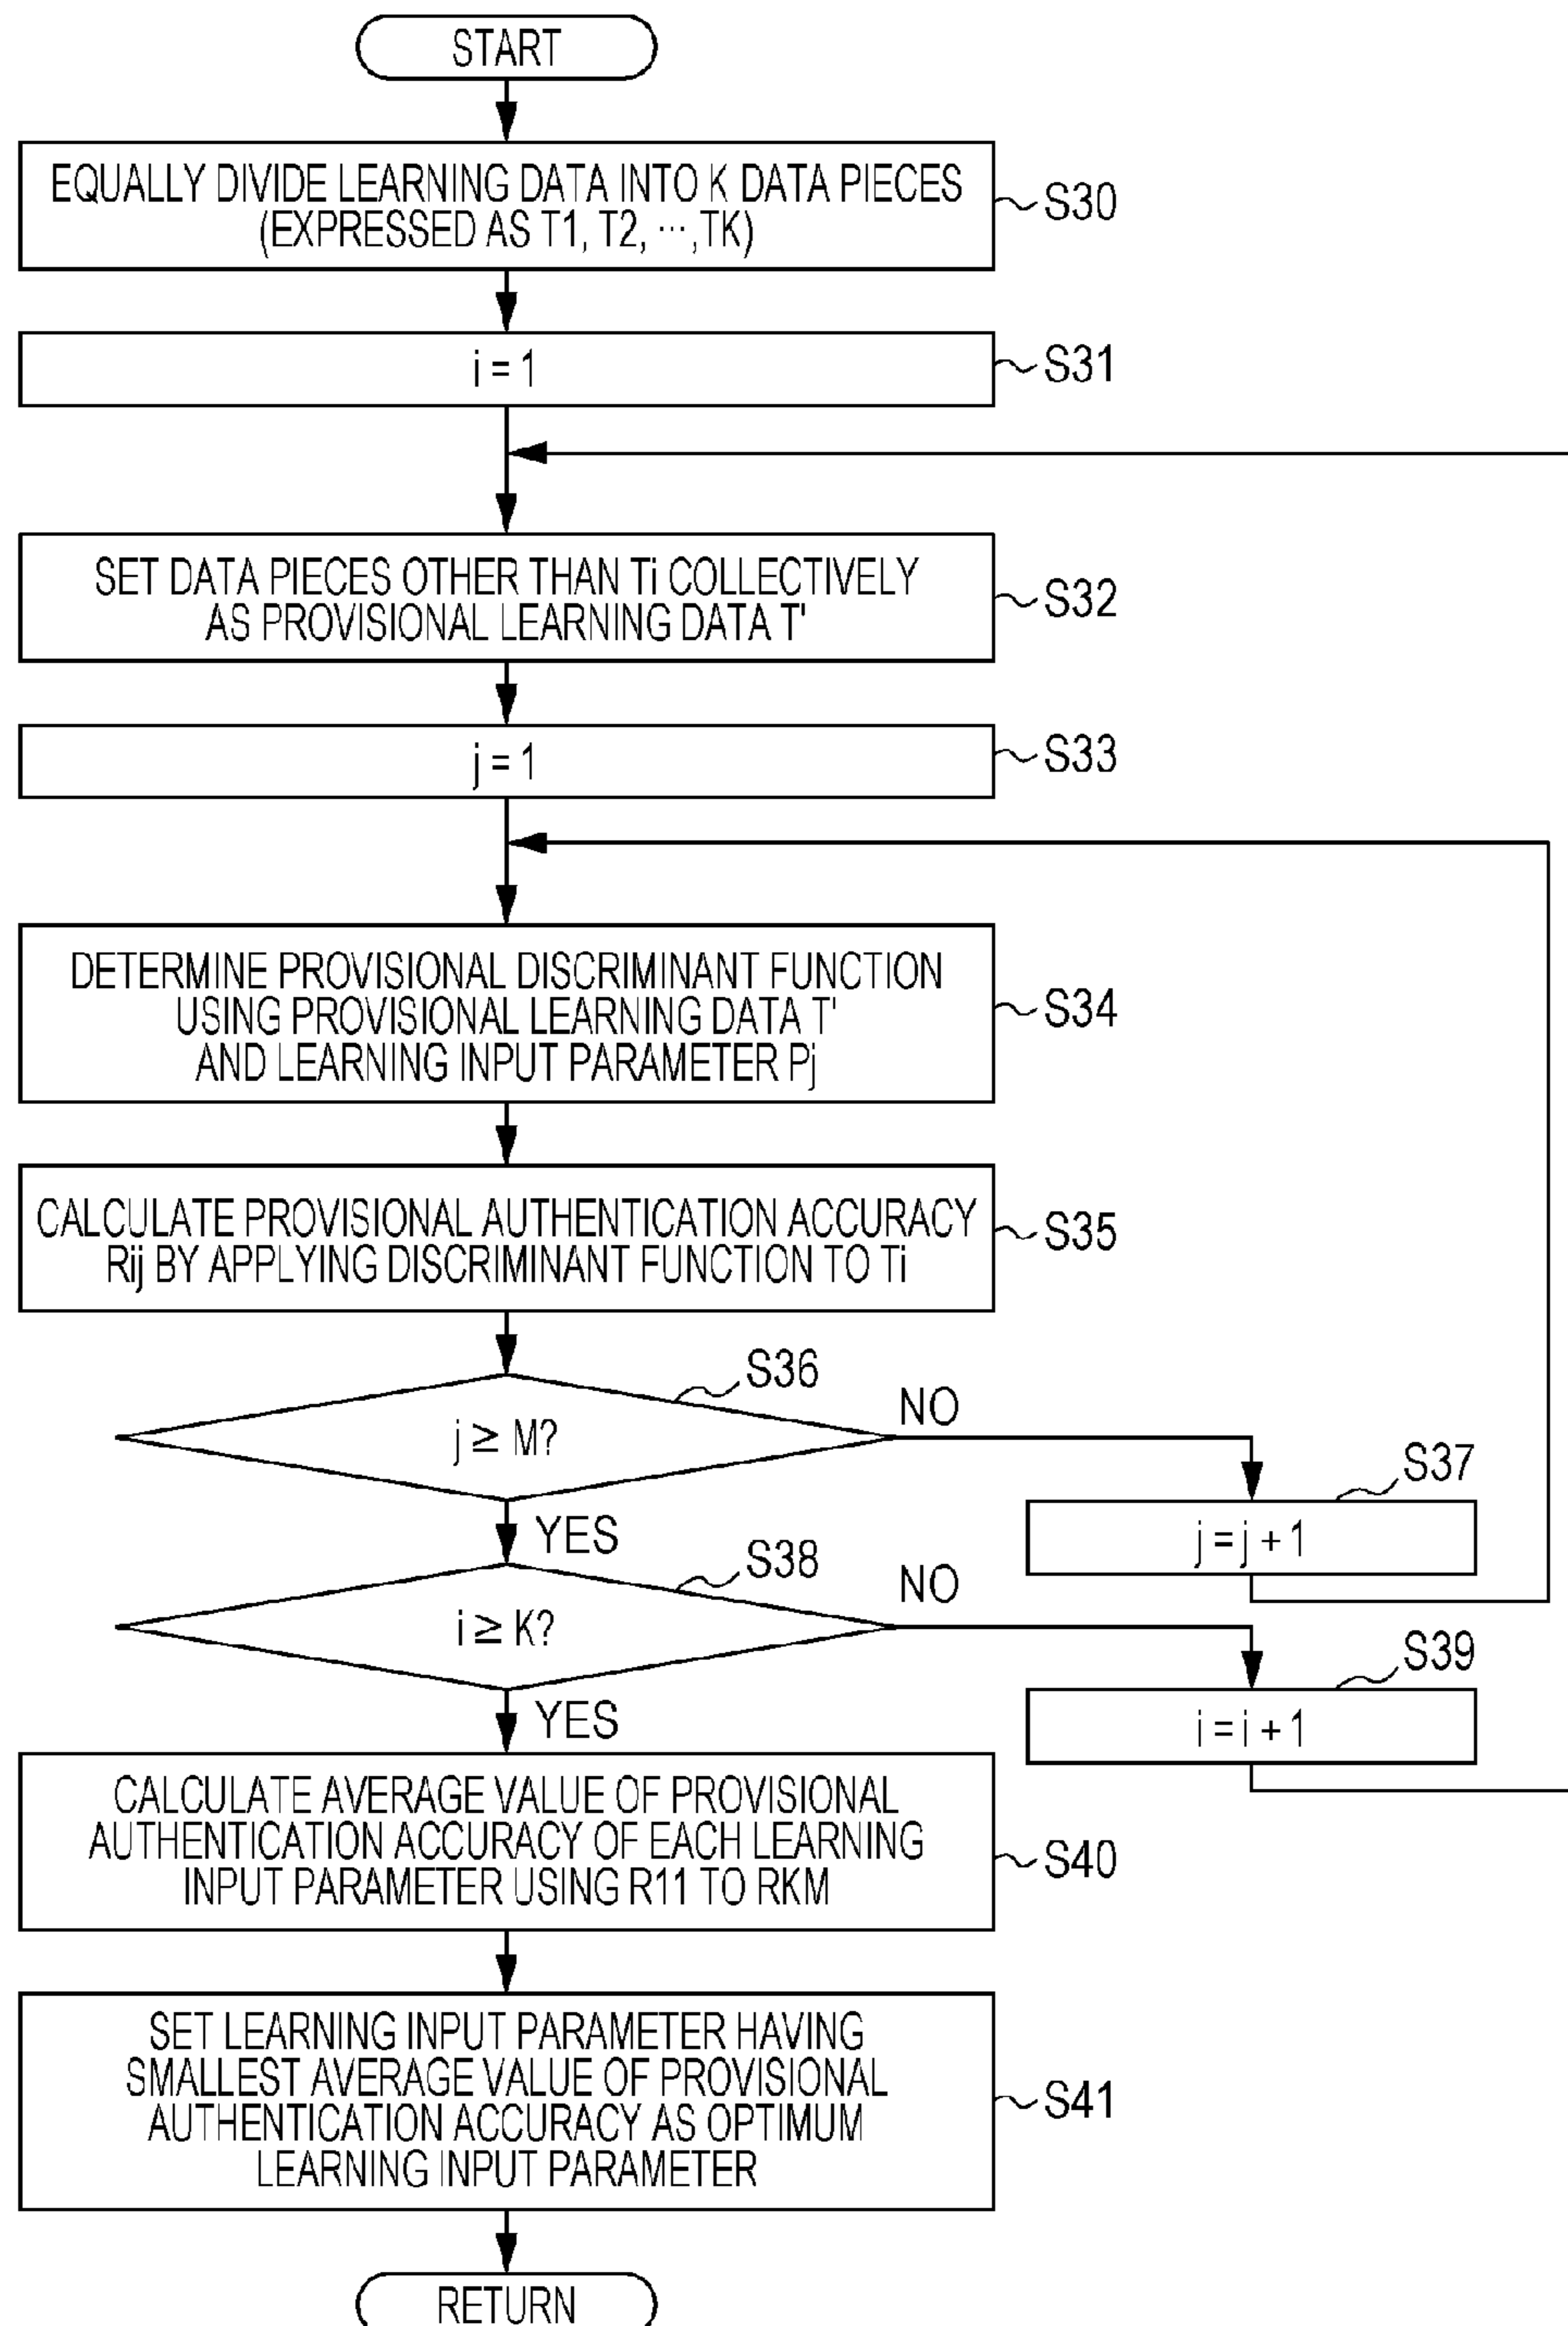 START
EQUALLY DIVIDE LEARNING DATA INTO K DATA PIECES
(EXPRESSED AS T1, T2, ···,TK)
S30
i = 1
S31
SET DATA PIECES OTHER THAN Ti COLLECTIVELY
AS PROVISIONAL LEARNING DATA T'
S32
j = 1
S33
DETERMINE PROVISIONAL DISCRIMINANT FUNCTION
USING PROVISIONAL LEARNING DATA T'
AND LEARNING INPUT PARAMETER Pj
S34
CALCULATE PROVISIONAL AUTHENTICATION ACCURACY
Rij BY APPLYING DISCRIMINANT FUNCTION TO Ti
S35
S36
j ≥ M?
NO
YES
S37
j = j + 1
S38
i ≥ K?
NO
YES
S39
i = i + 1
CALCULATE AVERAGE VALUE OF PROVISIONAL
AUTHENTICATION ACCURACY OF EACH LEARNING
INPUT PARAMETER USING R11 TO RKM
S40
SET LEARNING INPUT PARAMETER HAVING
SMALLEST AVERAGE VALUE OF PROVISIONAL
AUTHENTICATION ACCURACY AS OPTIMUM
LEARNING INPUT PARAMETER
S41
RETURN